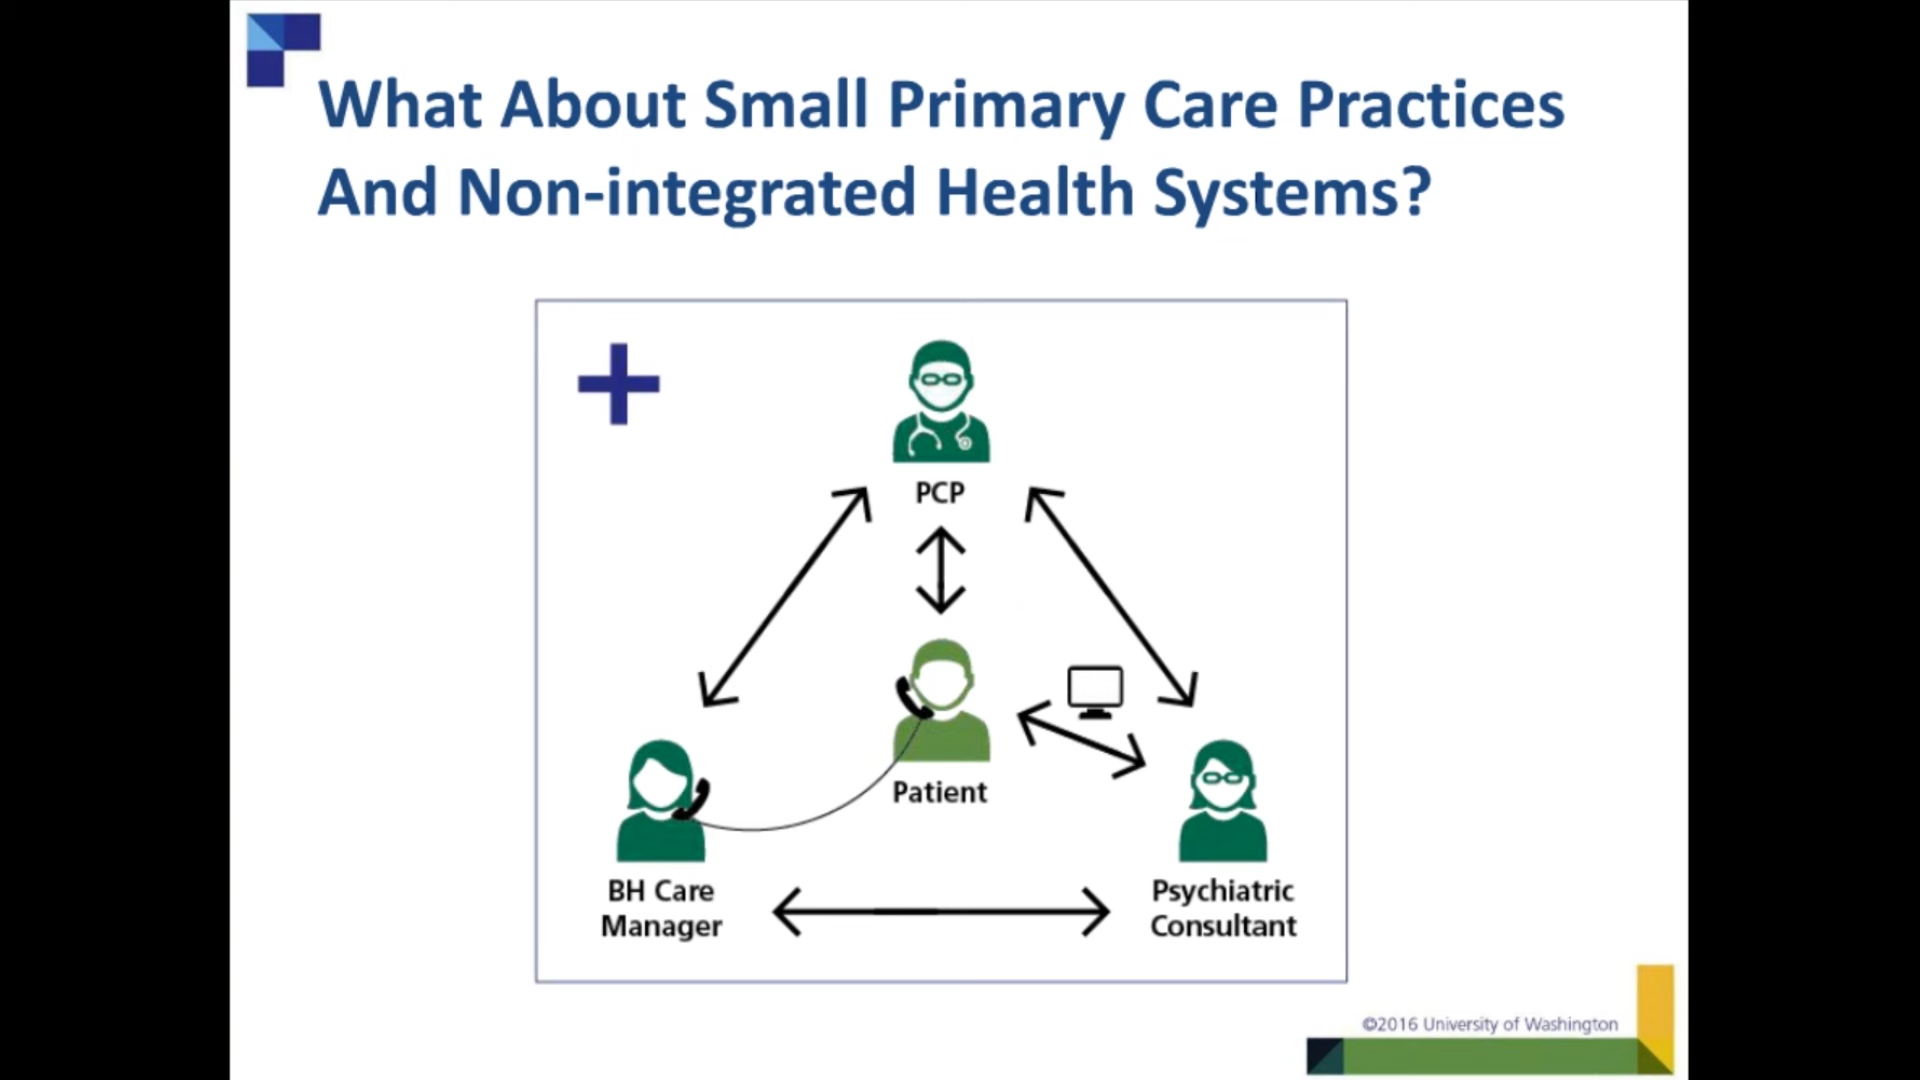 What About Small Primary Care Practices
And Non-integrated Health Systems?
PCP
Patient
BH Care
Manager
Psychiatric
Consultant
©2016 University of Washington